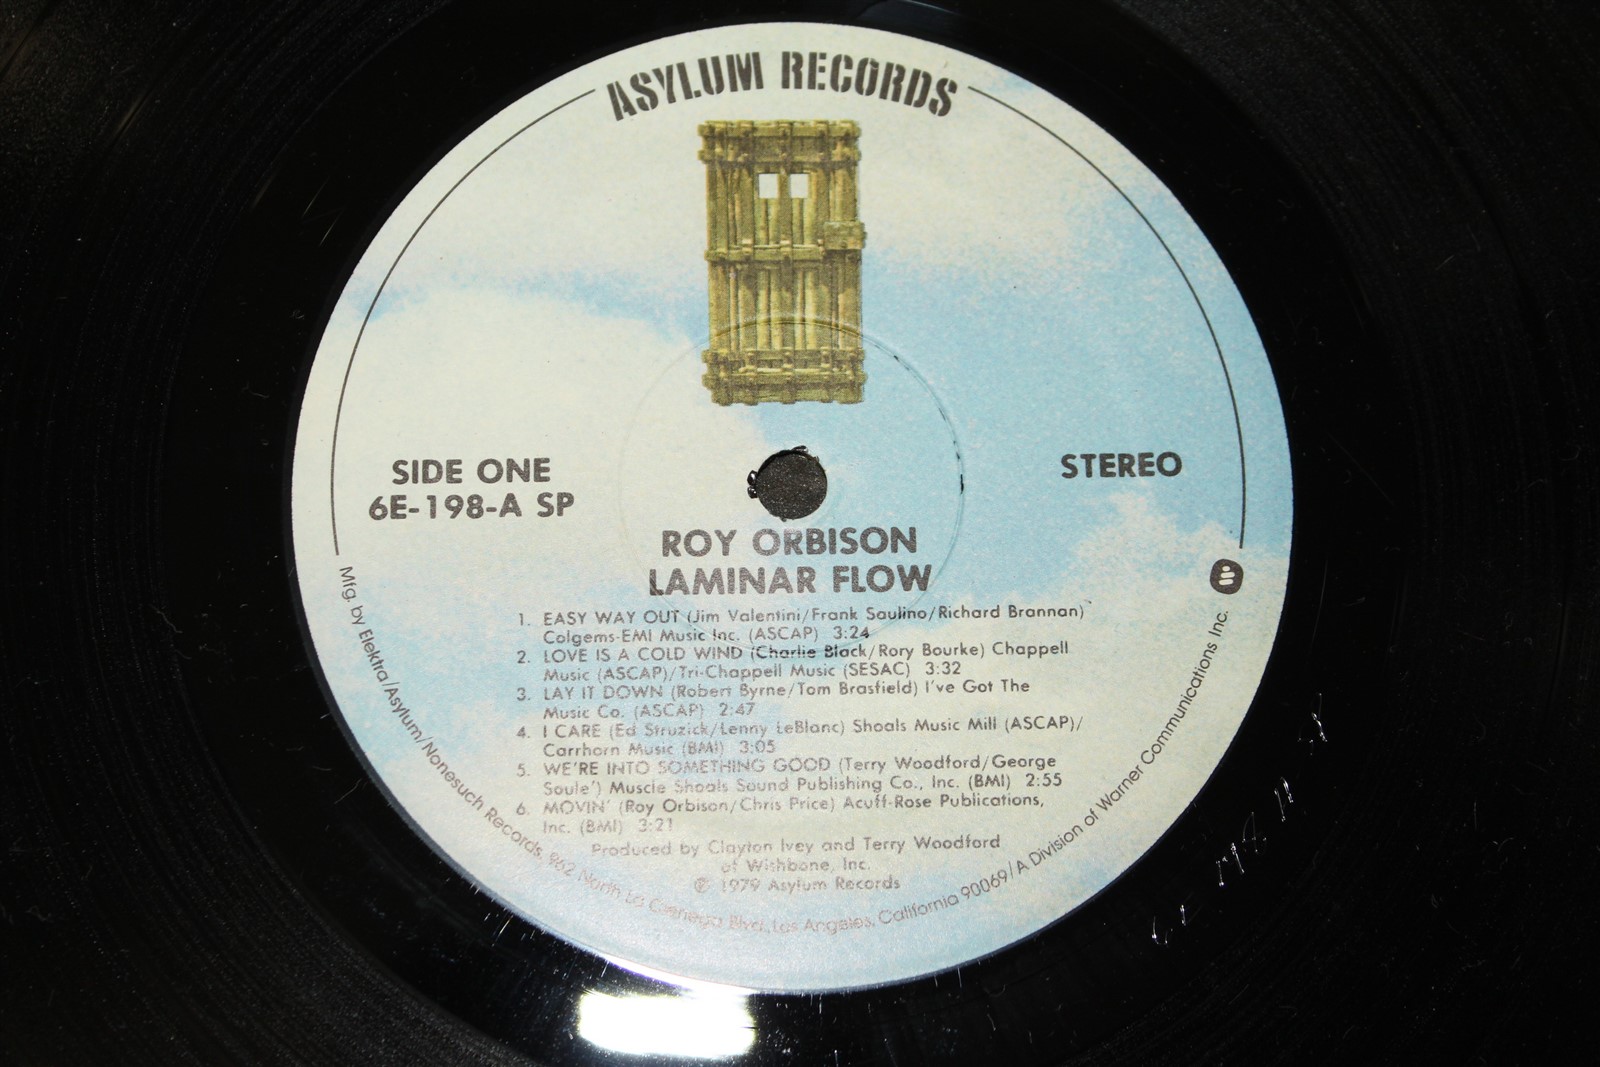 ASYLUM RECORDS
SIDE ONE
6E-198-A SP
STEREO
ROY ORBISON
LAMINAR FLOW
1. EASY WAY OUT (Jim Valentini/Frank Saulino/Richard Brannan)
Colgems-EMI Music Inc. (ASCAP) 3:24
2. LOVE IS A COLD WIND (Charlie Black/Rory Bourke) Chappell
Music (ASCAP)/Tri-Chappell Music (SESAC) 3:32
3. LAY IT DOWN (Robert Byrne/Tom Brasfield) I've Got The
Music Co. (ASCAP) 2:47
4. I CARE (Ed Struzick/Lenny LeBlanc) Shoals Music Mill (ASCAP)/
Carrhorn Music (BMI) 3:05
5. WE'RE INTO SOMETHING GOOD (Terry Woodford/George
Soule') Muscle Shoals Sound Publishing Co., Inc. (BMI) 2:55
6. MOVIN' (Roy Orbison/Chris Price) Acuff-Rose Publications,
Inc. (BMI) 3:21
Produced by Clayton Ivey and Terry Woodford
of Wishbone, Inc.
℗ 1979 Asylum Records
Mfg. by Elektra/Asylum/Nonesuch Records, 962 North La Cienega Blvd., Los Angeles, California 90069/A Division of Warner Communications Inc.